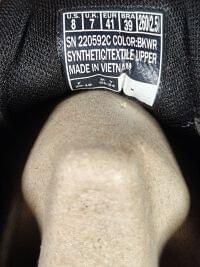 U.S. U.K. EUR BRA 260/2.5
8 7 41 39
SN 220592C COLOR:BKWR
SYNTHETIC/TEXTILE UPPER
MADE IN VIETNAM